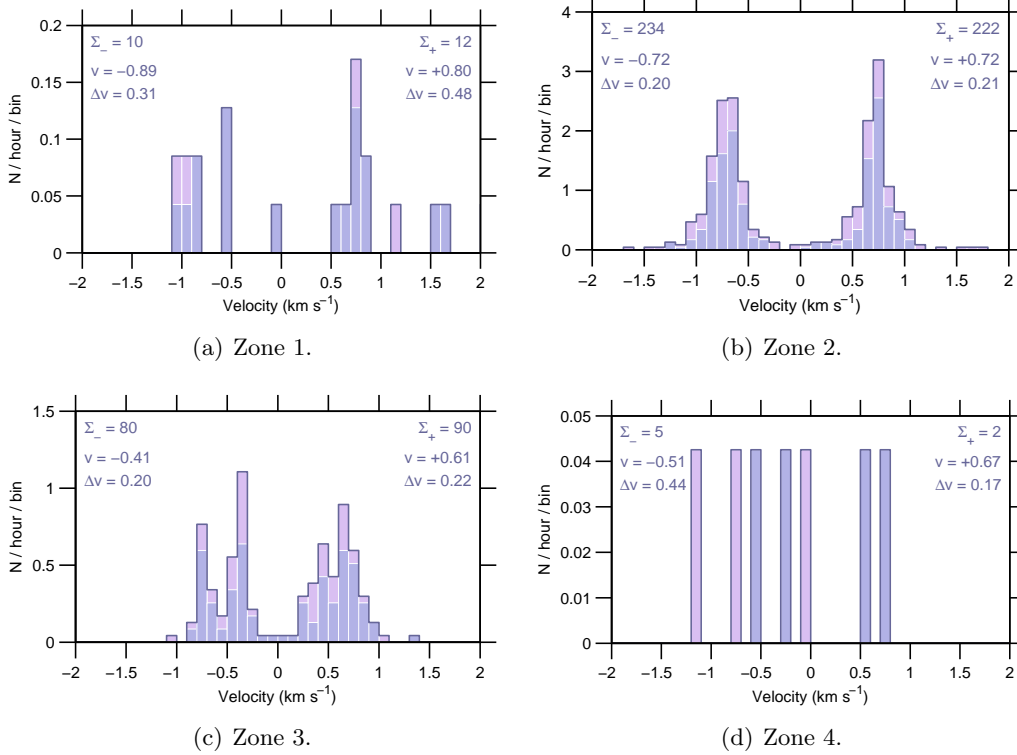 0.2
0.15
0.1
0.05
0
N / hour / bin
Σ₋ = 10
v = −0.89
Δv = 0.31
Σ₊ = 12
v = +0.80
Δv = 0.48
−2 −1.5 −1 −0.5 0 0.5 1 1.5 2
Velocity (km s⁻¹)
(a) Zone 1.
4
3
2
1
0
N / hour / bin
Σ₋ = 234
v = −0.72
Δv = 0.20
Σ₊ = 222
v = +0.72
Δv = 0.21
−2 −1.5 −1 −0.5 0 0.5 1 1.5 2
Velocity (km s⁻¹)
(b) Zone 2.
1.5
1
0.5
0
N / hour / bin
Σ₋ = 80
v = −0.41
Δv = 0.20
Σ₊ = 90
v = +0.61
Δv = 0.22
−2 −1.5 −1 −0.5 0 0.5 1 1.5 2
Velocity (km s⁻¹)
(c) Zone 3.
0.05
0.04
0.03
0.02
0.01
0
N / hour / bin
Σ₋ = 5
v = −0.51
Δv = 0.44
Σ₊ = 2
v = +0.67
Δv = 0.17
−2 −1.5 −1 −0.5 0 0.5 1 1.5 2
Velocity (km s⁻¹)
(d) Zone 4.